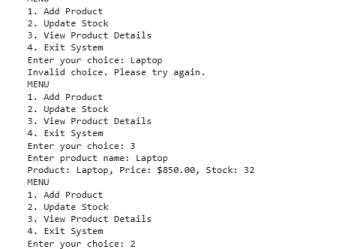 MENU
1. Add Product
2. Update Stock
3. View Product Details
4. Exit System
Enter your choice: Laptop
Invalid choice. Please try again.
MENU
1. Add Product
2. Update Stock
3. View Product Details
4. Exit System
Enter your choice: 3
Enter product name: Laptop
Product: Laptop, Price: $850.00, Stock: 32
MENU
1. Add Product
2. Update Stock
3. View Product Details
4. Exit System
Enter your choice: 2